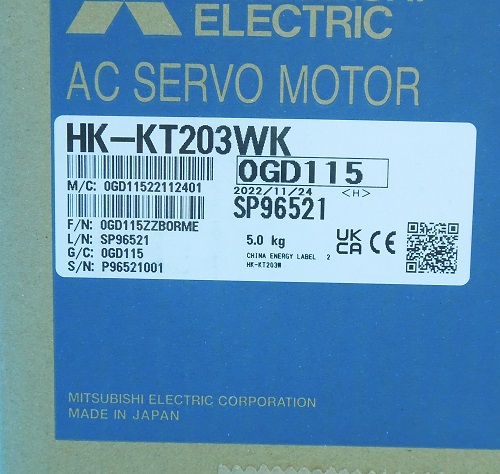 ELECTRIC
AC SERVO MOTOR
HK-KT203WK
0GD115
M/C: 0GD11522112401
2022/11/24 <H>
SP96521
F/N: 0GD115ZZB0RME
L/N: SP96521
G/C: 0GD115
S/N: P96521001
5.0 kg
UK
CA CE
CHINA ENERGY LABEL 2
HK-KT203W
MITSUBISHI ELECTRIC CORPORATION
MADE IN JAPAN